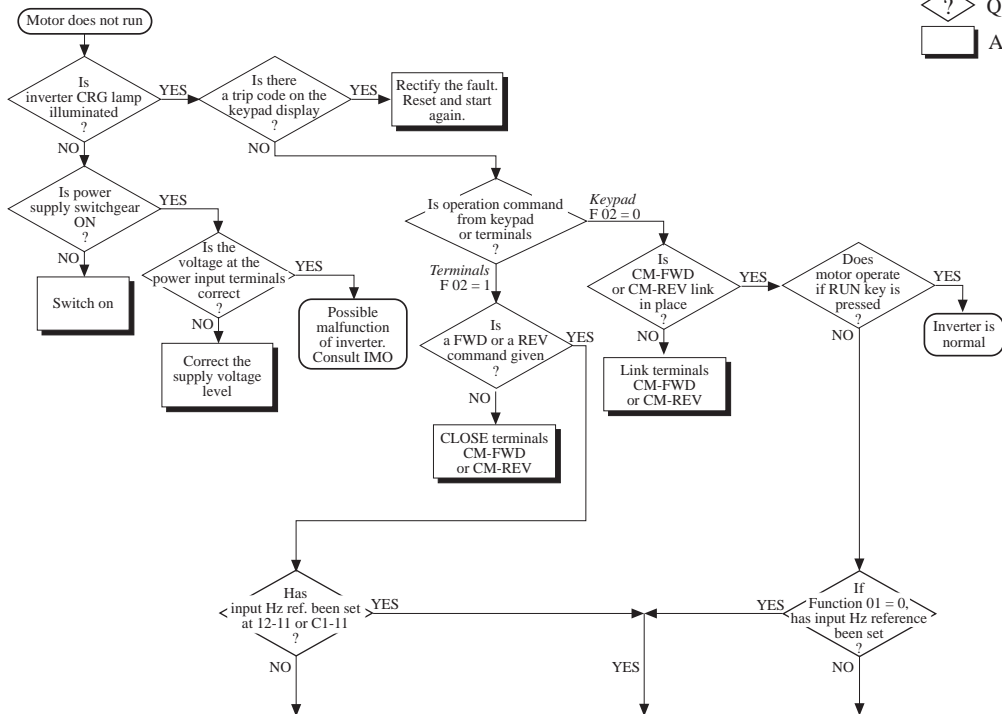 Motor does not run
?
Q
A
Is
inverter CRG lamp
illuminated
?
YES
NO
Is there
a trip code on the
keypad display
?
YES
NO
Rectify the fault.
Reset and start
again.
Is power
supply switchgear
ON
?
YES
NO
Switch on
Is the
voltage at the
power input terminals
correct
?
YES
NO
Possible
malfunction
of inverter.
Consult IMO
Correct the
supply voltage
level
Is operation command
from keypad
or terminals
?
Keypad
F 02 = 0
Terminals
F 02 = 1
Is
a FWD or a REV
command given
?
YES
NO
CLOSE terminals
CM-FWD
or CM-REV
Is
CM-FWD
or CM-REV link
in place
?
YES
NO
Link terminals
CM-FWD
or CM-REV
Does
motor operate
if RUN key is
pressed
?
YES
NO
Inverter is
normal
Has
input Hz ref. been set
at 12-11 or C1-11
?
YES
NO
YES
If
Function 01 = 0,
has input Hz reference
been set
?
YES
NO